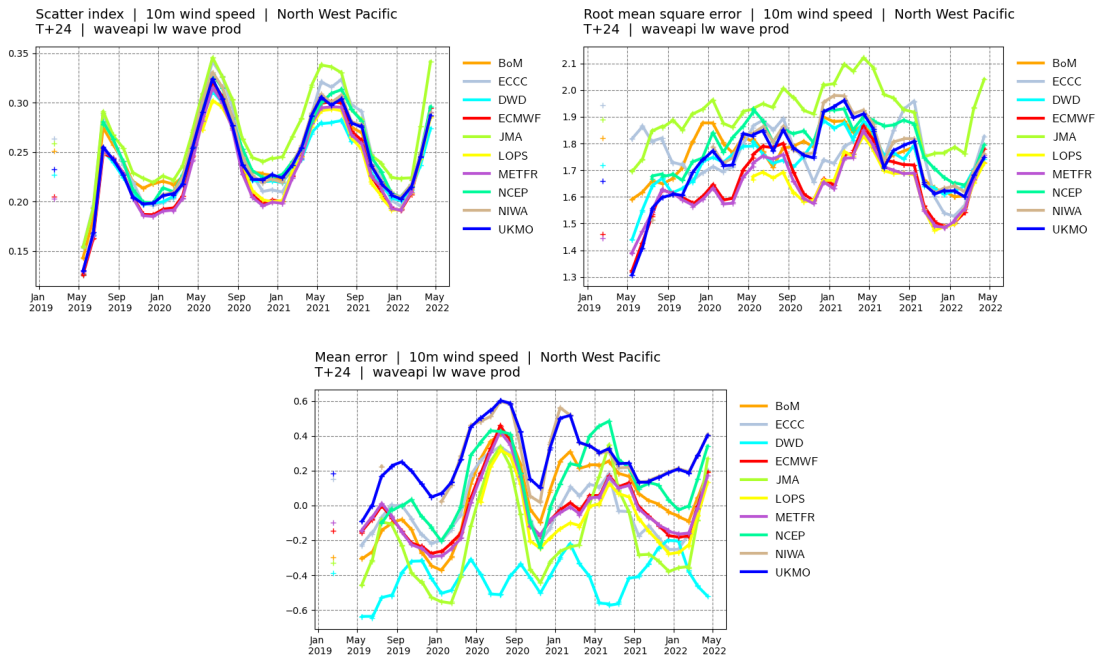 Scatter index | 10m wind speed | North West Pacific
T+24 | waveapi lw wave prod
0.35
0.30
0.25
0.20
0.15
Jan 2019
May 2019
Sep 2019
Jan 2020
May 2020
Sep 2020
Jan 2021
May 2021
Sep 2021
Jan 2022
May 2022
BoM
ECCC
DWD
ECMWF
JMA
LOPS
METFR
NCEP
NIWA
UKMO
Root mean square error | 10m wind speed | North West Pacific
T+24 | waveapi lw wave prod
2.1
2.0
1.9
1.8
1.7
1.6
1.5
1.4
1.3
Jan 2019
May 2019
Sep 2019
Jan 2020
May 2020
Sep 2020
Jan 2021
May 2021
Sep 2021
Jan 2022
May 2022
BoM
ECCC
DWD
ECMWF
JMA
LOPS
METFR
NCEP
NIWA
UKMO
Mean error | 10m wind speed | North West Pacific
T+24 | waveapi lw wave prod
0.6
0.4
0.2
0.0
−0.2
−0.4
−0.6
Jan 2019
May 2019
Sep 2019
Jan 2020
May 2020
Sep 2020
Jan 2021
May 2021
Sep 2021
Jan 2022
May 2022
BoM
ECCC
DWD
ECMWF
JMA
LOPS
METFR
NCEP
NIWA
UKMO